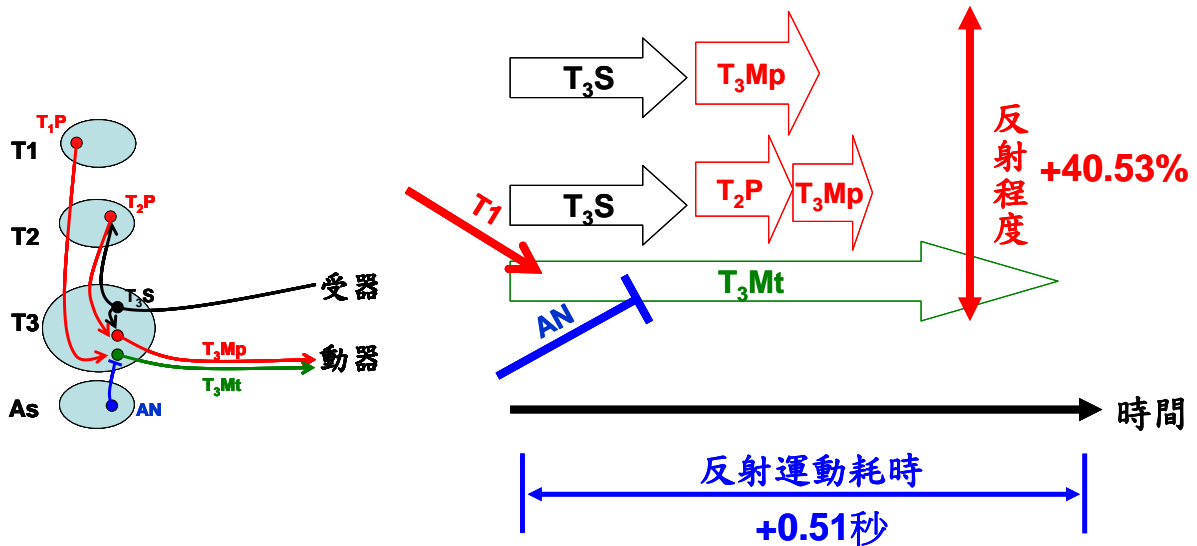 T1
T₁P
T2
T₂P
T3
T₃S
受器
T₃Mp
動器
T₃Mt
As
AN
T₃S
T₃Mp
T₃S
T₂P
T₃Mp
T1
T₃Mt
AN
反射程度
+40.53%
時間
反射運動耗時
+0.51秒